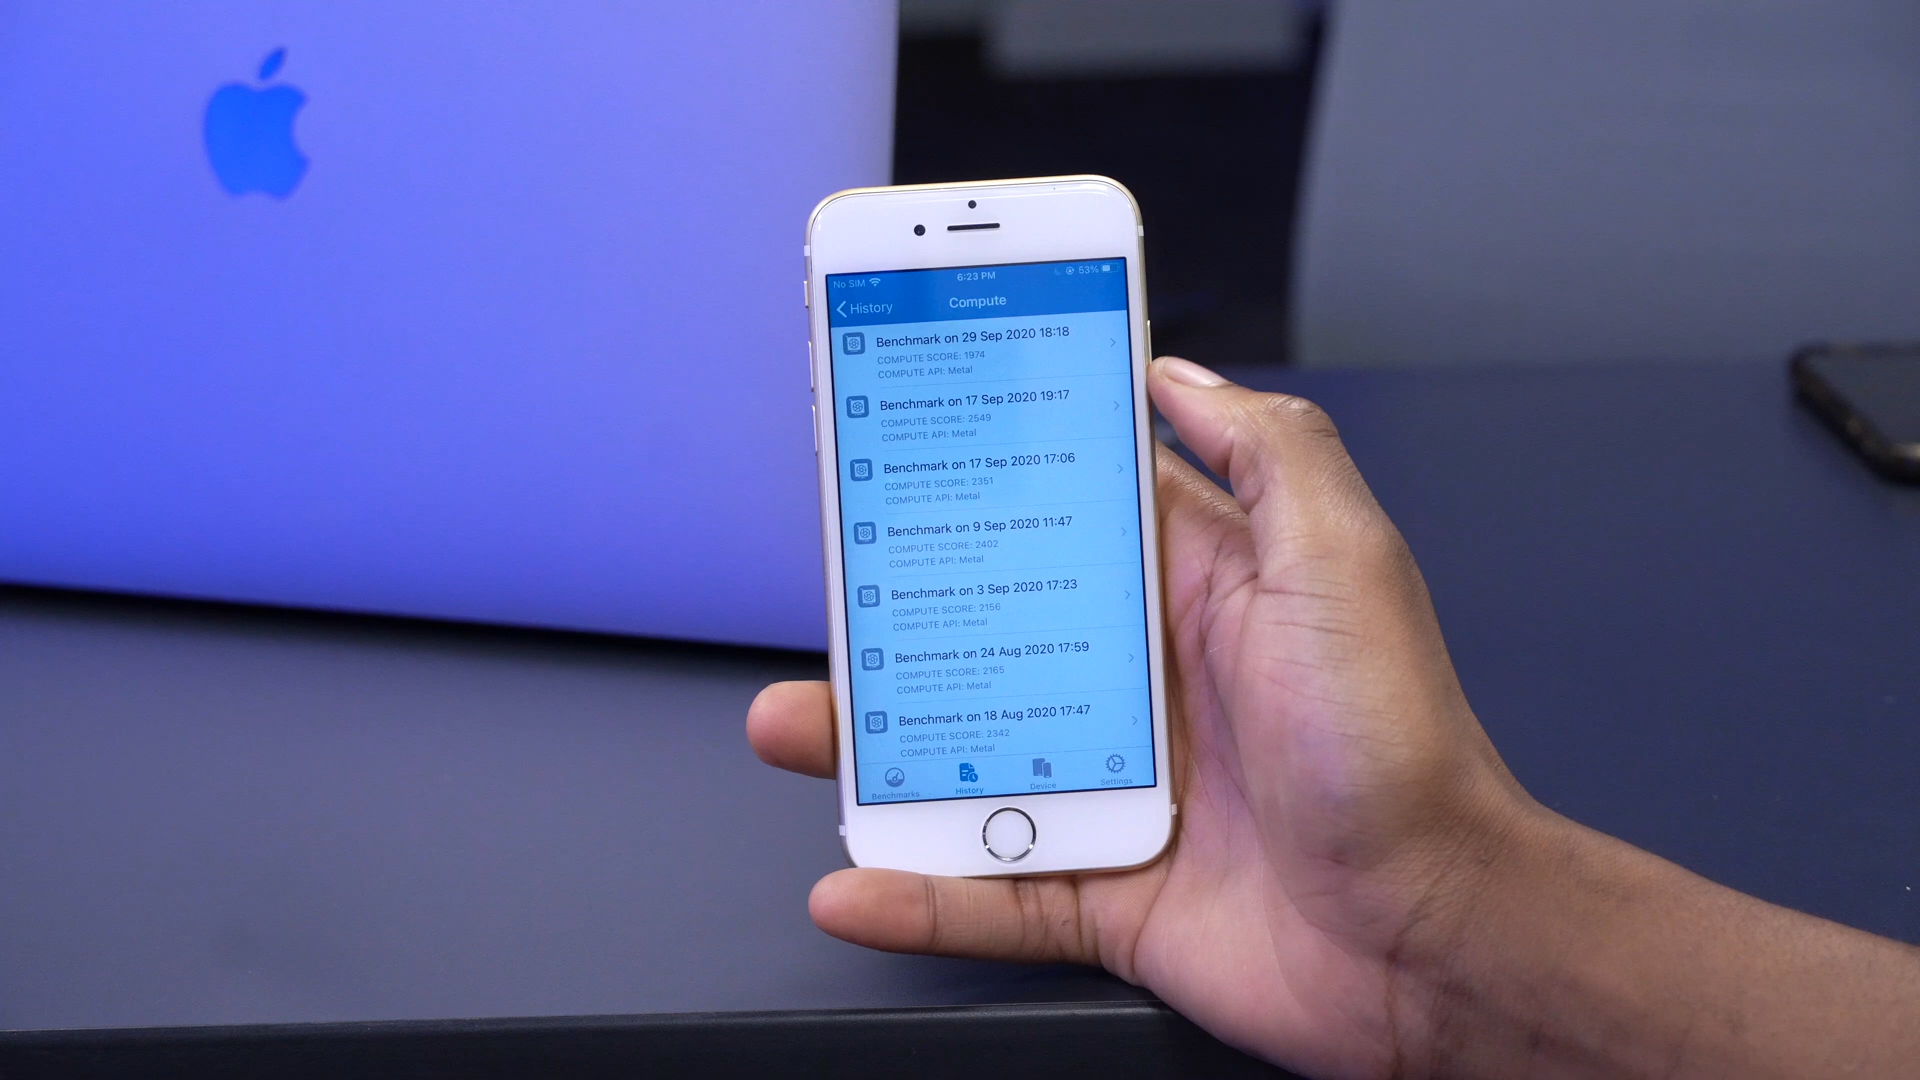 No SIM 6:23 PM 53%
History Compute
Benchmark on 29 Sep 2020 18:18
COMPUTE SCORE: 1974
COMPUTE API: Metal
Benchmark on 17 Sep 2020 19:17
COMPUTE SCORE: 2549
COMPUTE API: Metal
Benchmark on 17 Sep 2020 17:06
COMPUTE SCORE: 2351
COMPUTE API: Metal
Benchmark on 9 Sep 2020 11:47
COMPUTE SCORE: 2402
COMPUTE API: Metal
Benchmark on 3 Sep 2020 17:23
COMPUTE SCORE: 2156
COMPUTE API: Metal
Benchmark on 24 Aug 2020 17:59
COMPUTE SCORE: 2165
COMPUTE API: Metal
Benchmark on 18 Aug 2020 17:47
COMPUTE SCORE: 2342
COMPUTE API: Metal
Benchmarks History Device Settings